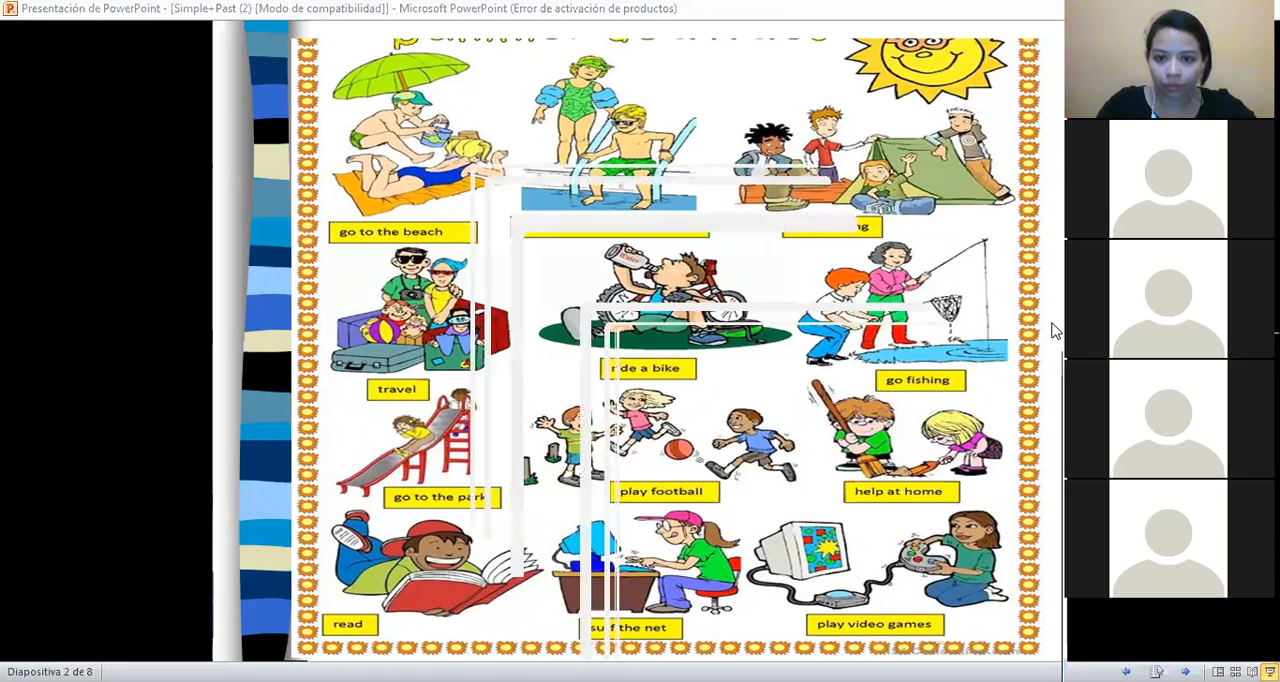 Presentación de PowerPoint - [Simple+Past (2) [Modo de compatibilidad]] - Microsoft PowerPoint (Error de activación de productos)
go to the beach
Water
travel
ride a bike
go fishing
go to the park
play football
help at home
read
surf the net
play video games
Diapositiva 2 de 8